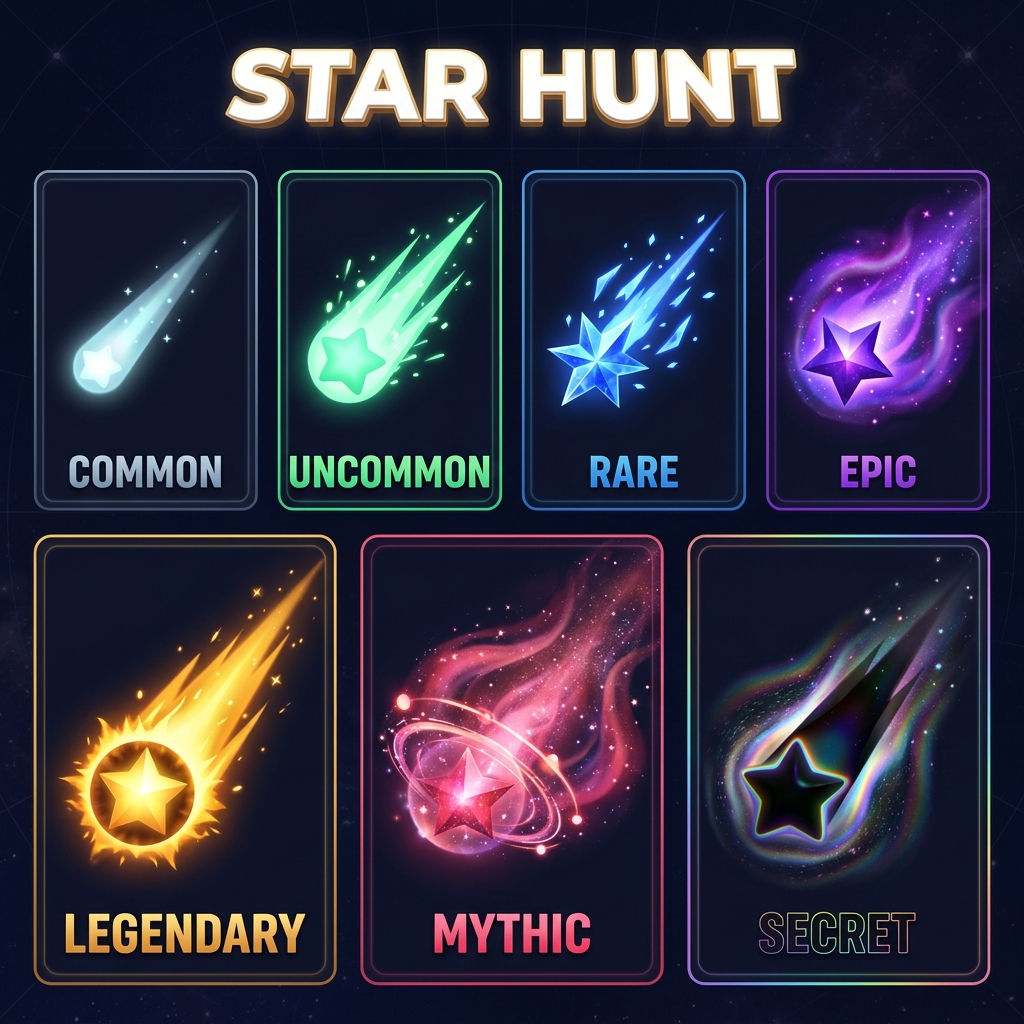 STAR HUNT
COMMON
UNCOMMON
RARE
EPIC
LEGENDARY
MYTHIC
SECRET